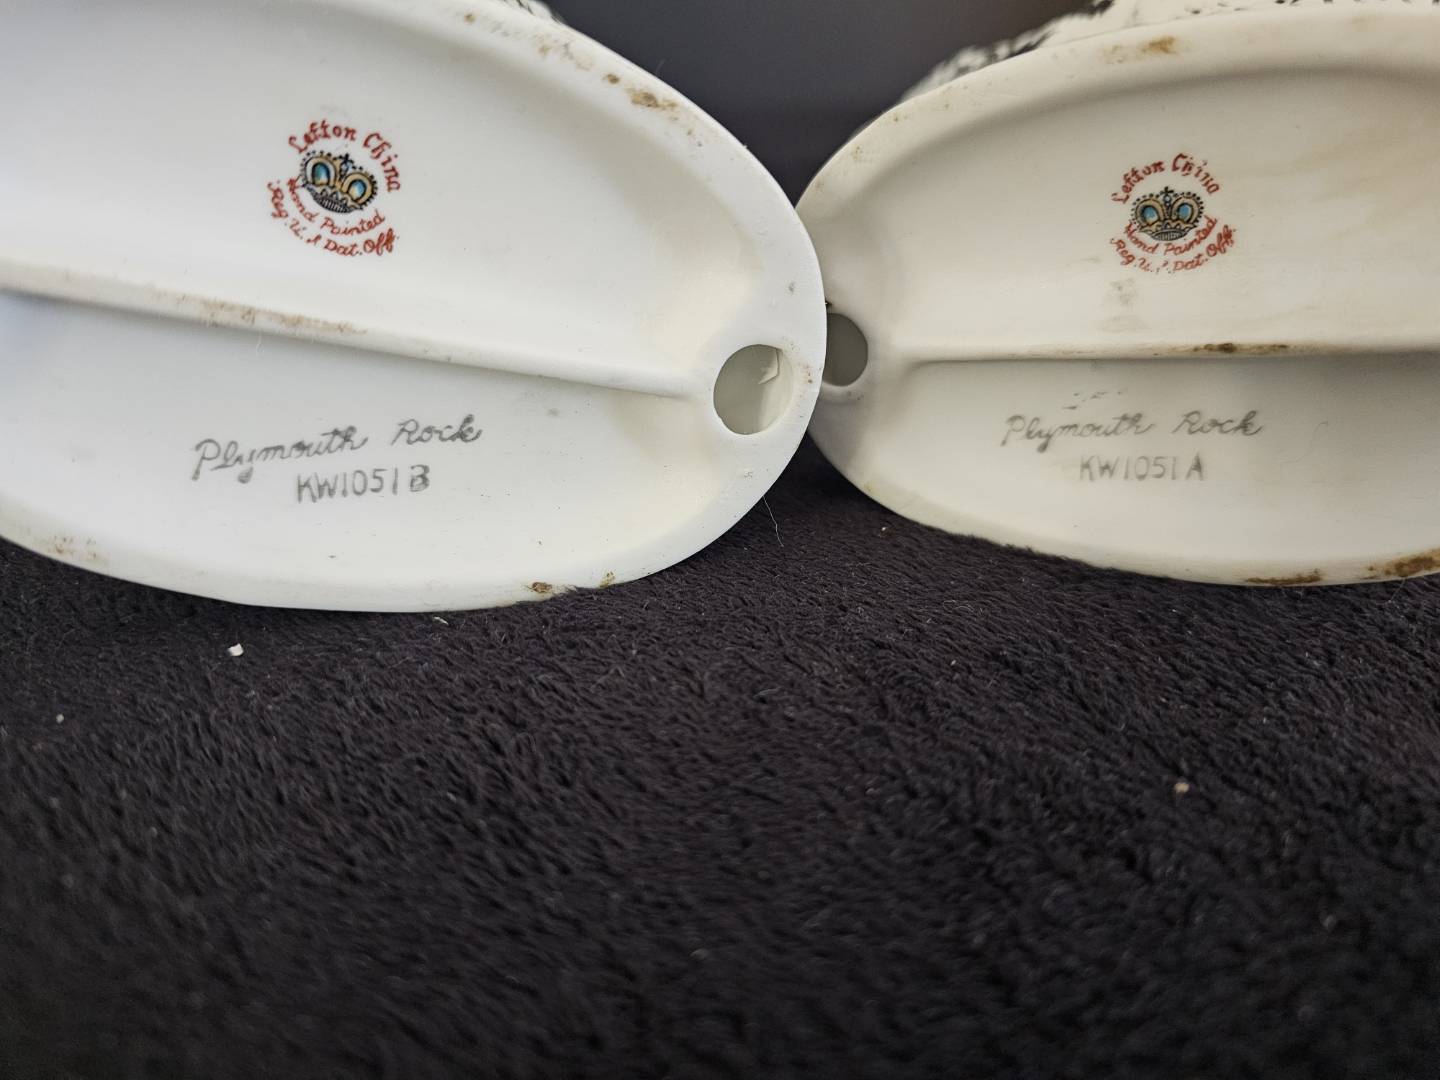 Lefton China
Hand Painted
Reg. U. S. Pat. Off.
Plymouth Rock
KW1051B
Lefton China
Hand Painted
Reg. U. S. Pat. Off.
Plymouth Rock
KW1051A